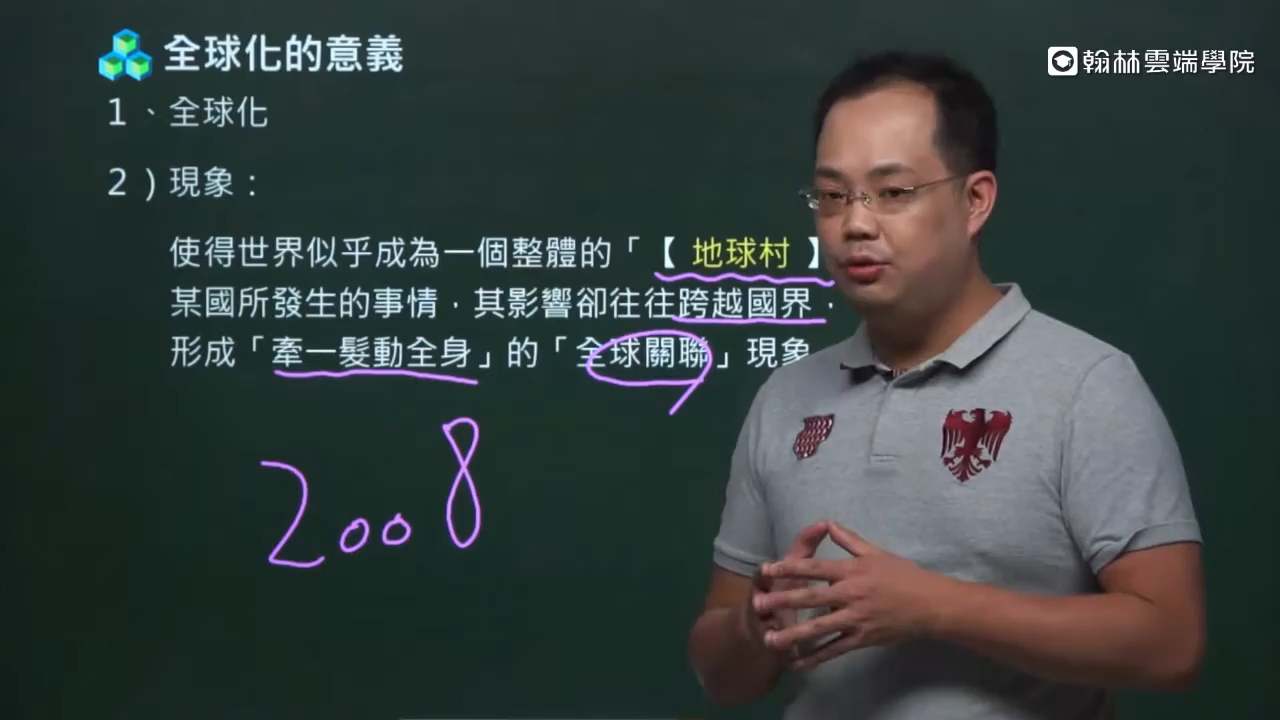 全球化的意義
翰林雲端學院
1、全球化
2)現象：
使得世界似乎成為一個整體的「【地球村】
某國所發生的事情，其影響卻往往跨越國界，
形成「牽一髮動全身」的「全球關聯」現象
2008